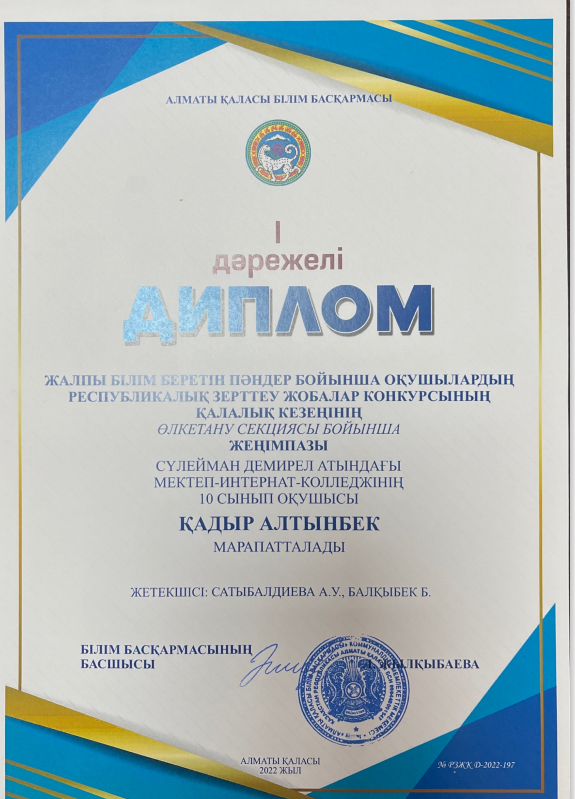 АЛМАТЫ ҚАЛАСЫ БІЛІМ БАСҚАРМАСЫ
I
дәрежелі
ДИПЛОМ
ЖАЛПЫ БІЛІМ БЕРЕТІН ПӘНДЕР БОЙЫНША ОҚУШЫЛАРДЫҢ
РЕСПУБЛИКАЛЫҚ ЗЕРТТЕУ ЖОБАЛАР КОНКУРСЫНЫҢ
ҚАЛАЛЫҚ КЕЗЕҢІНІҢ
ӨЛКЕТАНУ СЕКЦИЯСЫ БОЙЫНША
ЖЕҢІМПАЗЫ
СҮЛЕЙМАН ДЕМИРЕЛ АТЫНДАҒЫ
МЕКТЕП-ИНТЕРНАТ-КОЛЛЕДЖІНІҢ
10 СЫНЫП ОҚУШЫСЫ
ҚАДЫР АЛТЫНБЕК
МАРАПАТТАЛАДЫ
ЖЕТЕКШІСІ: САТЫБАЛДИЕВА А.У., БАЛҚЫБЕК Б.
БІЛІМ БАСҚАРМАСЫНЫҢ
БАСШЫСЫ
Л. ЖЫЛҚЫБАЕВА
АЛМАТЫ ҚАЛАСЫ
2022 ЖЫЛ
№ РЗЖК Д-2022-197